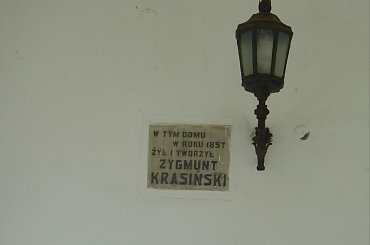 W TYM DOMU
W ROKU 1857
ŻYŁ I TWORZYŁ
ZYGMUNT
KRASIŃSKI